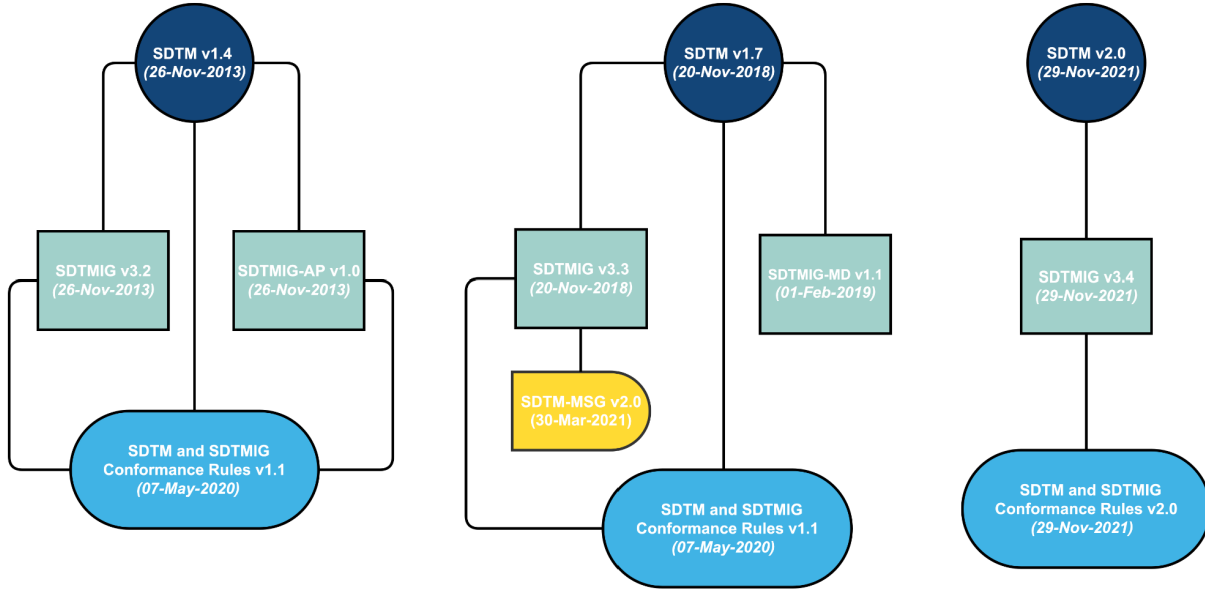 SDTM v1.4
(26-Nov-2013)
SDTMIG v3.2
(26-Nov-2013)
SDTMIG-AP v1.0
(26-Nov-2013)
SDTM and SDTMIG
Conformance Rules v1.1
(07-May-2020)
SDTM v1.7
(20-Nov-2018)
SDTMIG v3.3
(20-Nov-2018)
SDTMIG-MD v1.1
(01-Feb-2019)
SDTM-MSG v2.0
(30-Mar-2021)
SDTM and SDTMIG
Conformance Rules v1.1
(07-May-2020)
SDTM v2.0
(29-Nov-2021)
SDTMIG v3.4
(29-Nov-2021)
SDTM and SDTMIG
Conformance Rules v2.0
(29-Nov-2021)